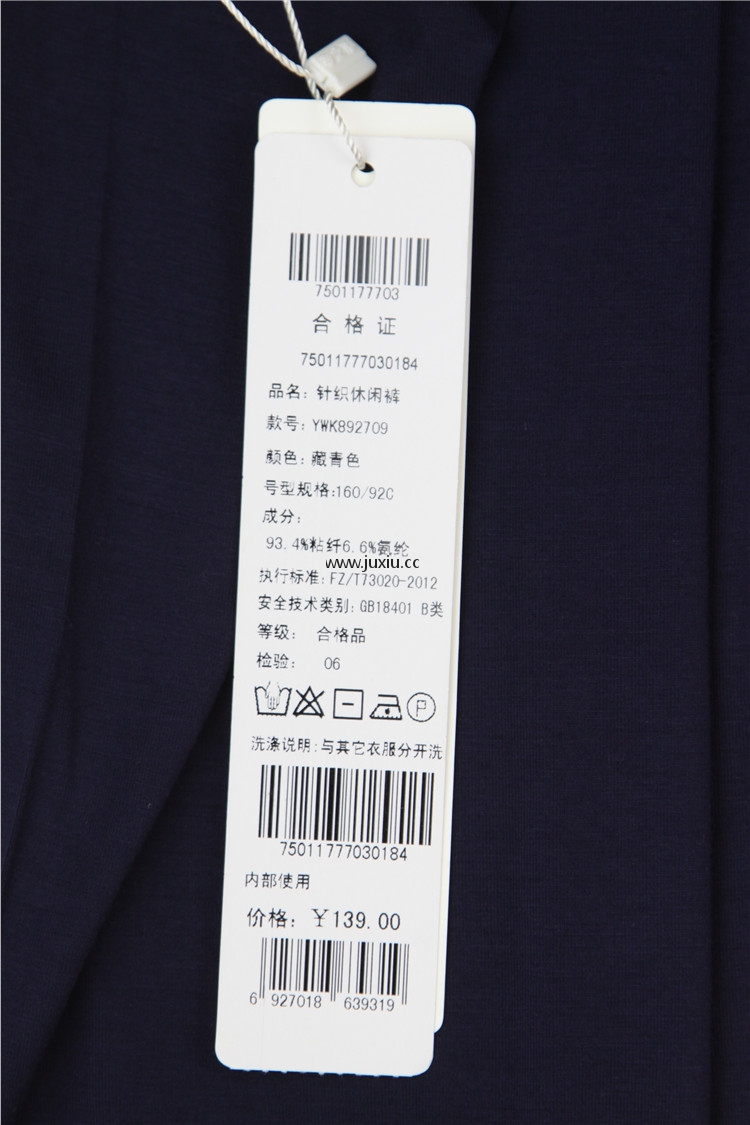 7501177703
合格证
75011777030184
品名: 针织休闲裤
款号: YWK892709
颜色: 藏青色
号型规格:160/92C
成分:
93.4%粘纤6.6%氨纶
www.juxiu.cc
执行标准: FZ/T73020-2012
安全技术类别: GB18401 B类
等级: 合格品
检验: 06
P
洗涤说明:与其它衣服分开洗
75011777030184
内部使用
价格: ¥139.00
6 927018 639319